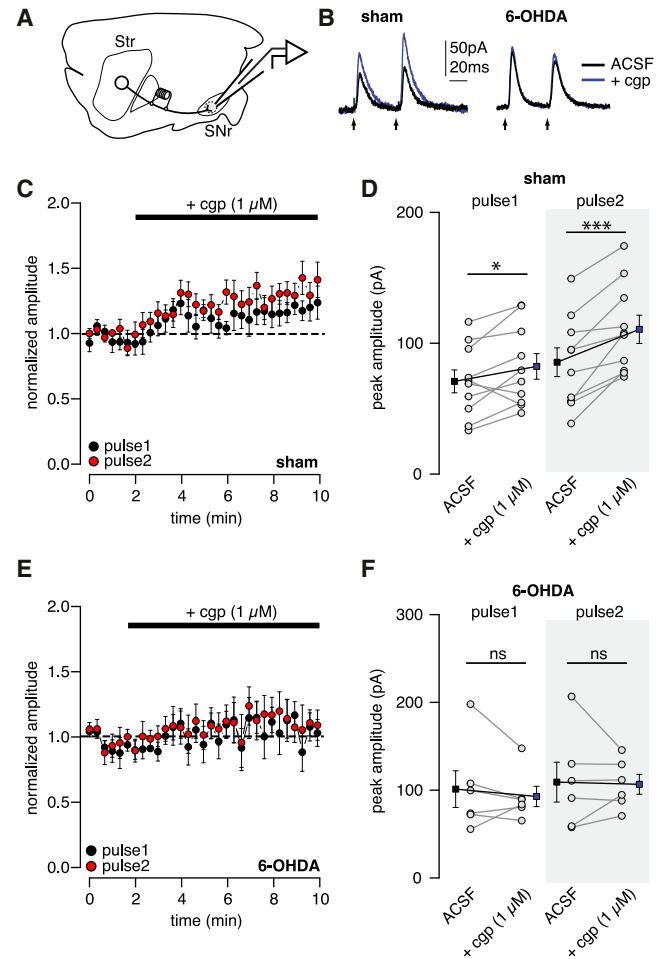 A
Str
SNr
B
sham
6-OHDA
50pA
20ms
ACSF
+ cgp
C
+ cgp (1 µM)
2.0
1.5
1.0
0.5
0.0
normalized amplitude
pulse1
pulse2
sham
0 2 4 6 8 10
time (min)
D
sham
pulse1 pulse2
* ***
200
100
0
peak amplitude (pA)
ACSF + cgp (1 µM) ACSF + cgp (1 µM)
E
+ cgp (1 µM)
2.0
1.5
1.0
0.5
0.0
normalized amplitude
pulse1
pulse2
6-OHDA
0 2 4 6 8 10
time (min)
F
6-OHDA
pulse1 pulse2
ns ns
300
200
100
0
peak amplitude (pA)
ACSF + cgp (1 µM) ACSF + cgp (1 µM)